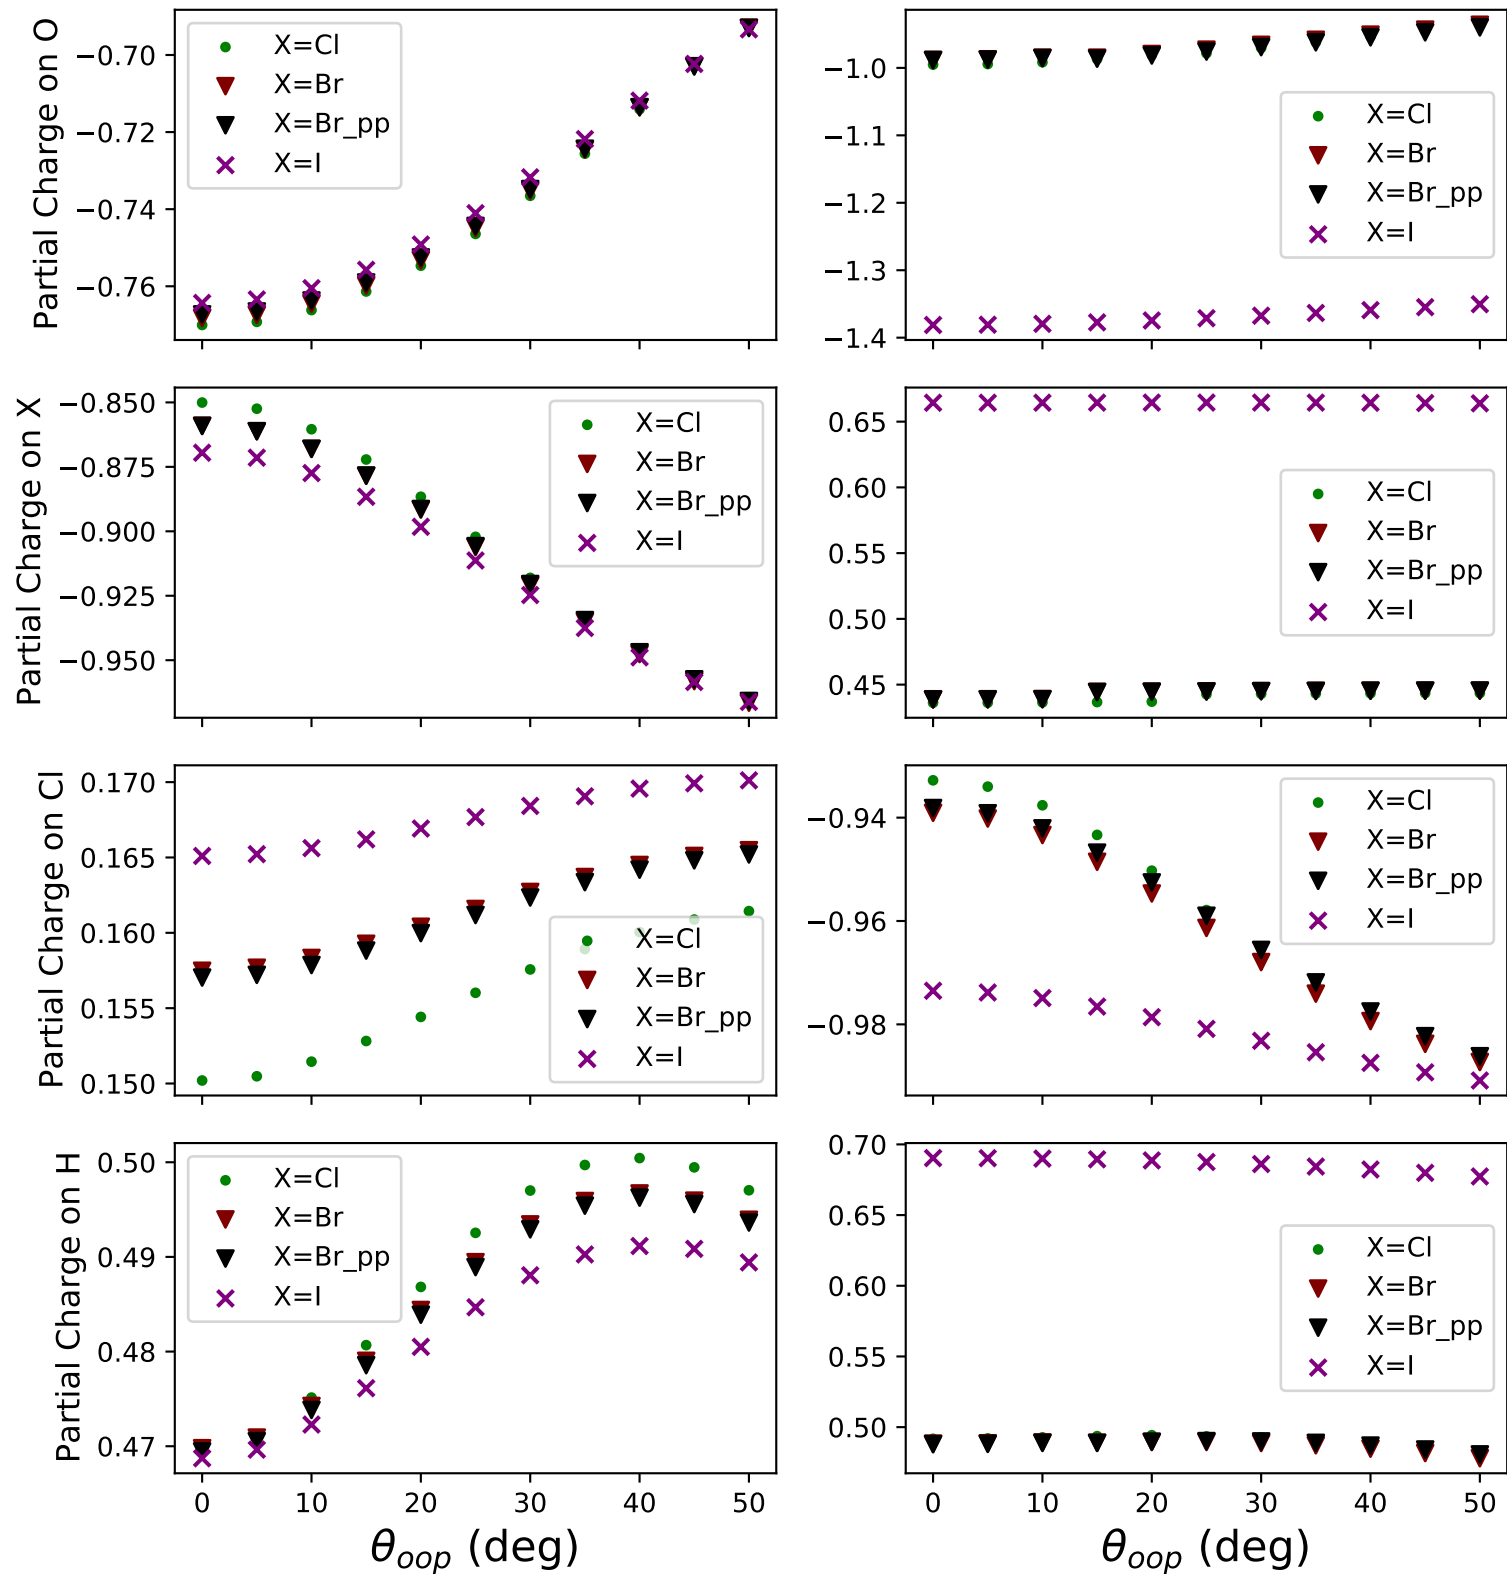 Partial Charge on O
−0.70
−0.72
−0.74
−0.76
X=Cl
X=Br
X=Br_pp
X=I
−1.0
−1.1
−1.2
−1.3
−1.4
X=Cl
X=Br
X=Br_pp
X=I
Partial Charge on X
−0.850
−0.875
−0.900
−0.925
−0.950
X=Cl
X=Br
X=Br_pp
X=I
0.65
0.60
0.55
0.50
0.45
X=Cl
X=Br
X=Br_pp
X=I
Partial Charge on Cl
0.170
0.165
0.160
0.155
0.150
X=Cl
X=Br
X=Br_pp
X=I
−0.94
−0.96
−0.98
X=Cl
X=Br
X=Br_pp
X=I
Partial Charge on H
0.50
0.49
0.48
0.47
X=Cl
X=Br
X=Br_pp
X=I
0 10 20 30 40 50
θoop (deg)
0.70
0.65
0.60
0.55
0.50
X=Cl
X=Br
X=Br_pp
X=I
0 10 20 30 40 50
θoop (deg)